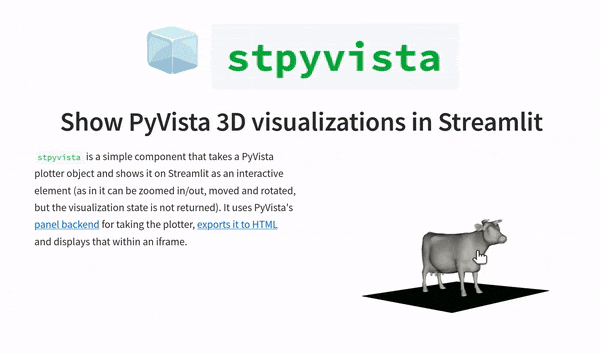 stpyvista
Show PyVista 3D visualizations in Streamlit
stpyvista is a simple component that takes a PyVista
plotter object and shows it on Streamlit as an interactive
element (as in it can be zoomed in/out, moved and rotated,
but the visualization state is not returned). It uses PyVista's
panel backend for taking the plotter, exports it to HTML
and displays that within an iframe.